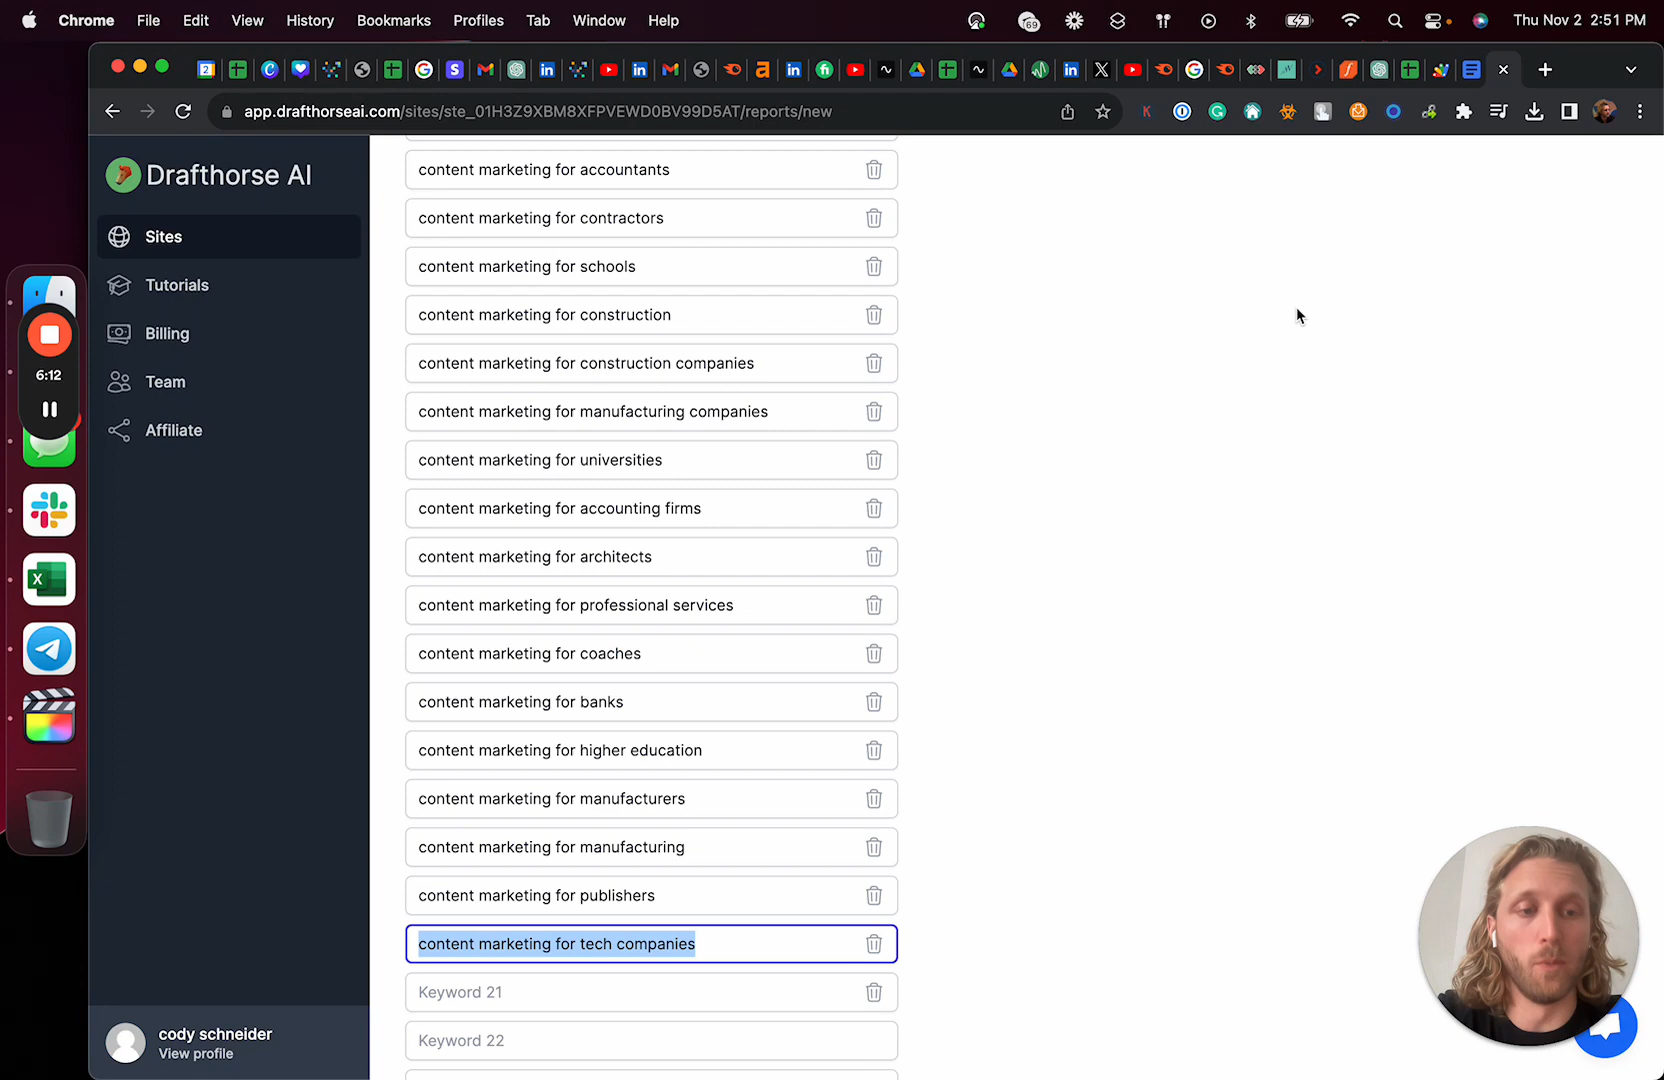 Chrome File Edit View History Bookmarks Profiles Tab Window Help
69
Thu Nov 2 2:51 PM
app.drafthorseai.com/sites/ste_01H3Z9XBM8XFPVEWD0BV99D5AT/reports/new
Drafthorse AI
Sites
Tutorials
Billing
Team
Affiliate
6:12
content marketing for accountants
content marketing for contractors
content marketing for schools
content marketing for construction
content marketing for construction companies
content marketing for manufacturing companies
content marketing for universities
content marketing for accounting firms
content marketing for architects
content marketing for professional services
content marketing for coaches
content marketing for banks
content marketing for higher education
content marketing for manufacturers
content marketing for manufacturing
content marketing for publishers
content marketing for tech companies
Keyword 21
Keyword 22
cody schneider
View profile